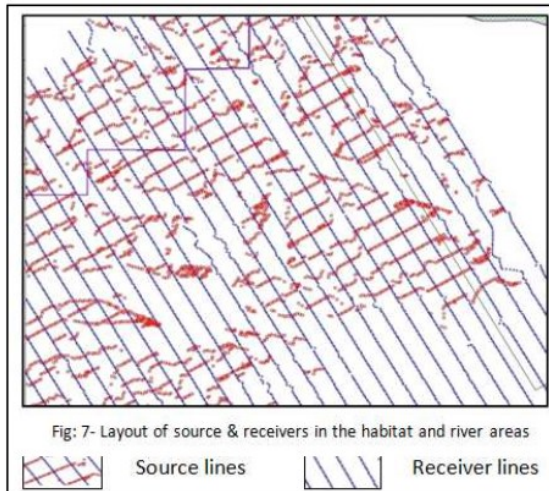 Fig: 7- Layout of source & receivers in the habitat and river areas
Source lines Receiver lines